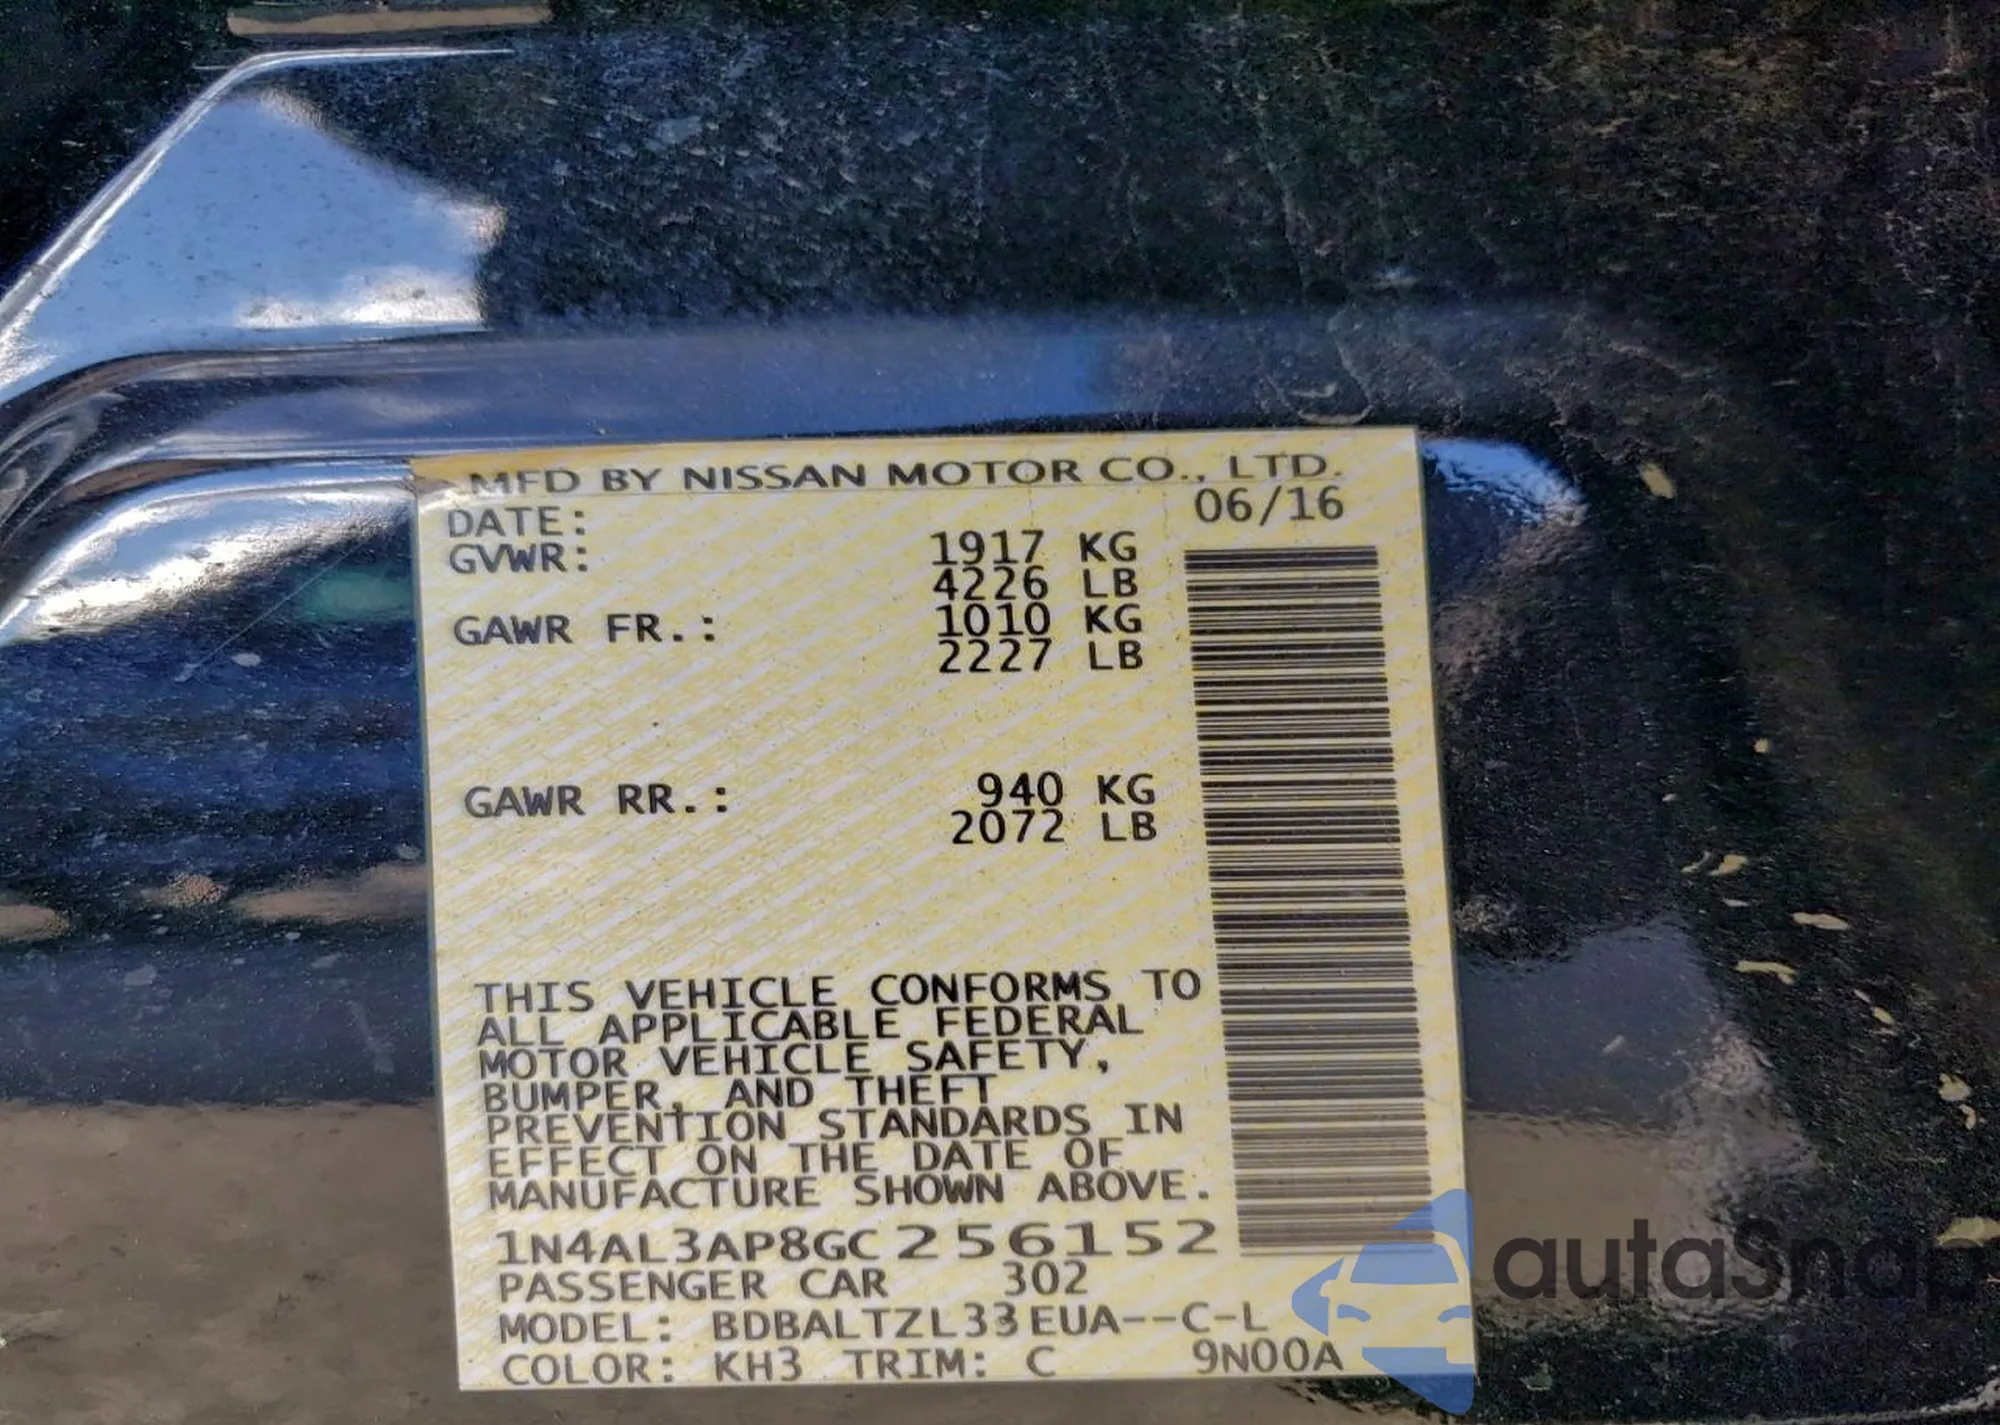 MFD BY NISSAN MOTOR CO., LTD.
DATE: 06/16
GVWR: 1917 KG
4226 LB
GAWR FR.: 1010 KG
2227 LB
GAWR RR.: 940 KG
2072 LB
THIS VEHICLE CONFORMS TO
ALL APPLICABLE FEDERAL
MOTOR VEHICLE SAFETY,
BUMPER, AND THEFT
PREVENTION STANDARDS IN
EFFECT ON THE DATE OF
MANUFACTURE SHOWN ABOVE.
1N4AL3AP8GC256152
PASSENGER CAR 302
MODEL: BDBALTZL33EUA--C-L
COLOR: KH3 TRIM: C 9N00A
autaSnap